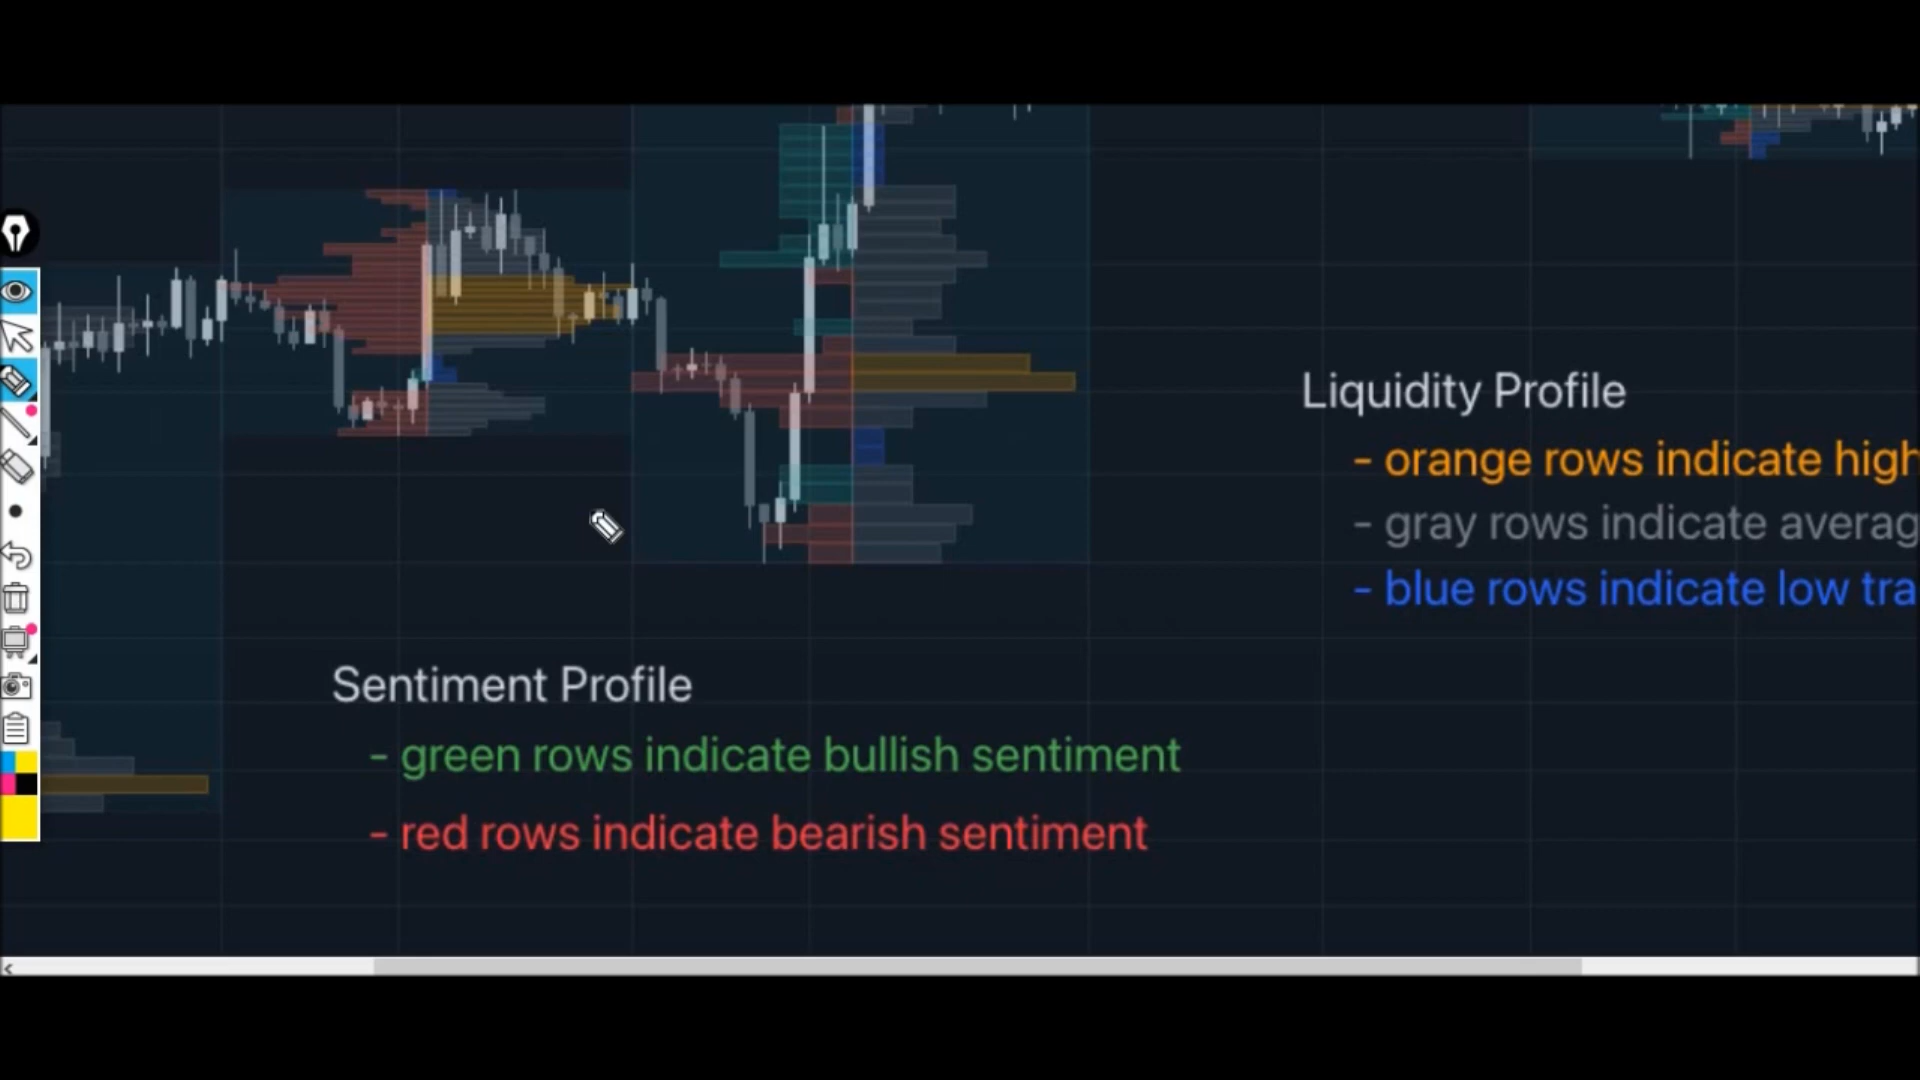 Liquidity Profile
- orange rows indicate high
- gray rows indicate averag
- blue rows indicate low tra
Sentiment Profile
- green rows indicate bullish sentiment
- red rows indicate bearish sentiment